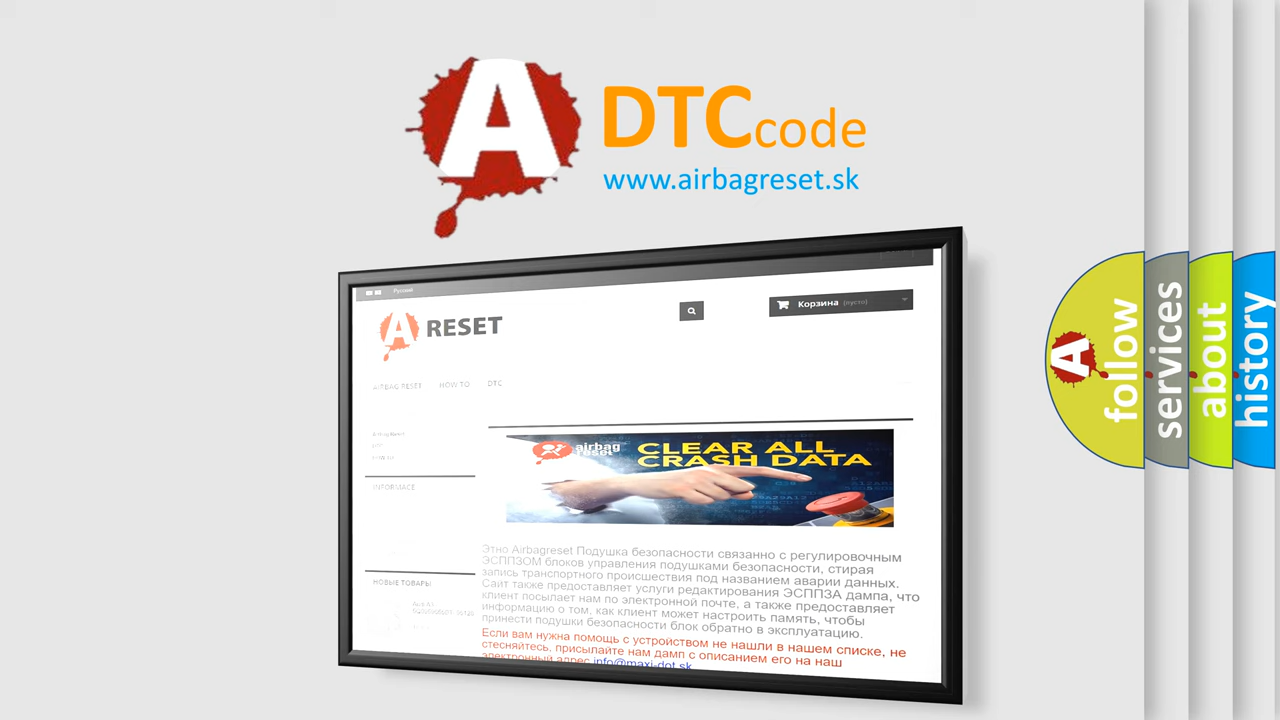 A DTCcode
www.airbagreset.sk
Русский
Корзина (пусто)
A RESET
AIRBAG RESET HOW TO DTC
Airbag Reset
HOW TO
INFORMACE
НОВЫЕ ТОВАРЫ
airbag
reset
CLEAR ALL
CRASH DATA
Этно Airbagreset Подушка безопасности связанно с регулировочным
ЭСППЗОМ блоков управления подушками безопасности, стирая
запись транспортного происшествия под названием аварии данных.
Сайт также предоставляет услуги редактирования ЭСППЗА дампа, что
клиент посылает нам по электронной почте, а также предоставляет
информацию о том, как клиент может настроить память, чтобы
принести подушки безопасности блок обратно в эксплуатацию.
Если вам нужна помощь с устройством не нашли в нашем списке, не
стесняйтесь, присылайте нам дамп с описанием его на наш
электронный адрес info@maxi-dot.sk
A follow
services
about
history